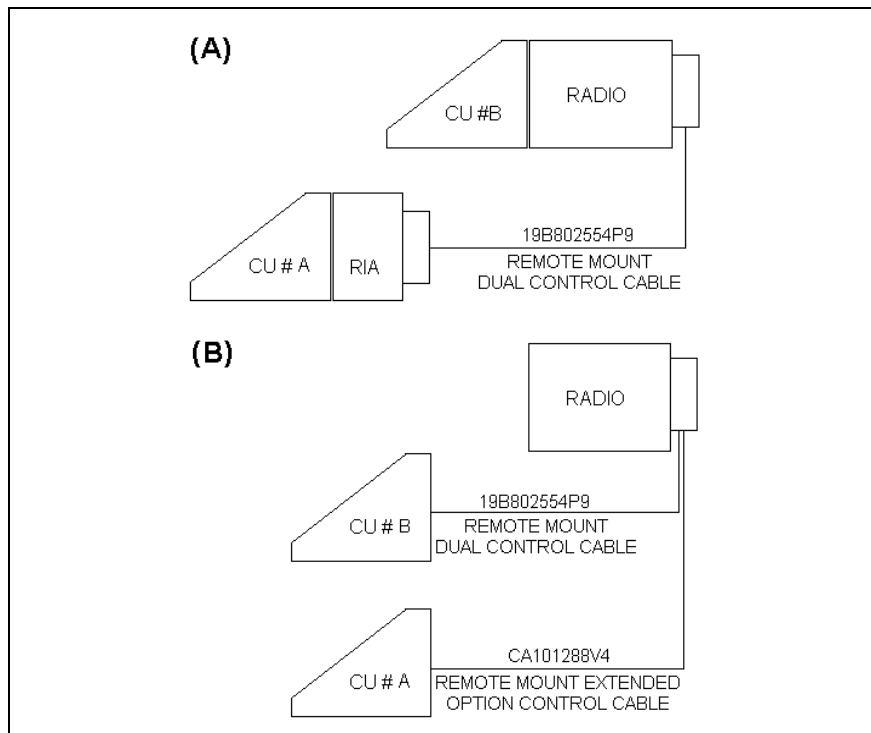 (A)
CU #B
RADIO
CU # A
RIA
19B802554P9
REMOTE MOUNT
DUAL CONTROL CABLE
(B)
RADIO
CU # B
19B802554P9
REMOTE MOUNT
DUAL CONTROL CABLE
CU # A
CA101288V4
REMOTE MOUNT EXTENDED
OPTION CONTROL CABLE